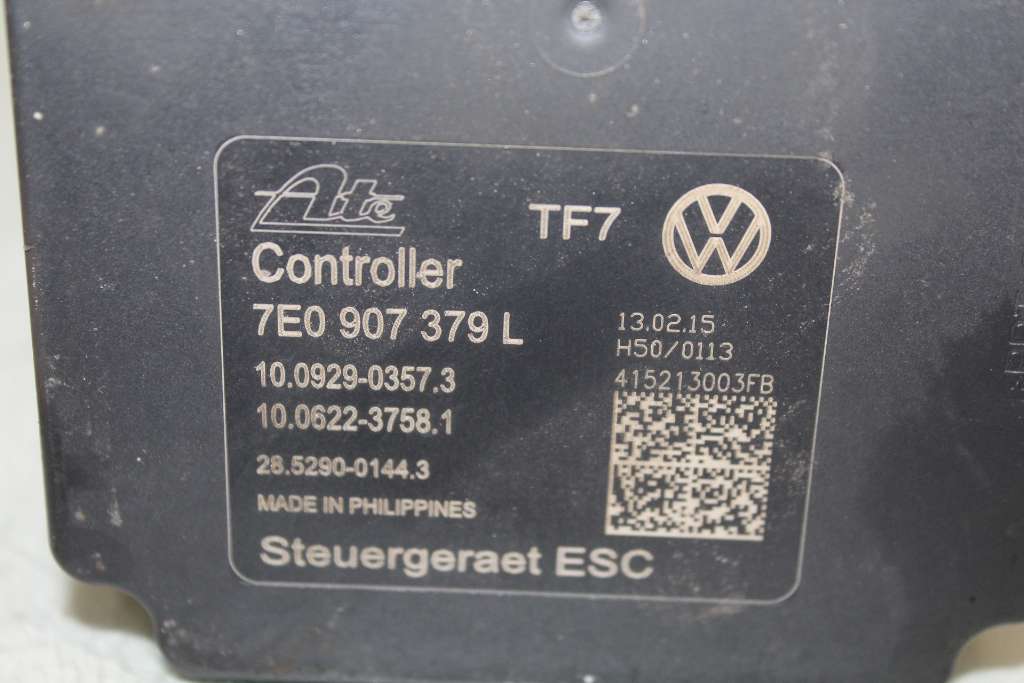 Ate TF7
Controller
7E0 907 379 L
13.02.15
H50/0113
10.0929-0357.3
415213003FB
10.0622-3758.1
28.5290-0144.3
MADE IN PHILIPPINES
Steuergeraet ESC